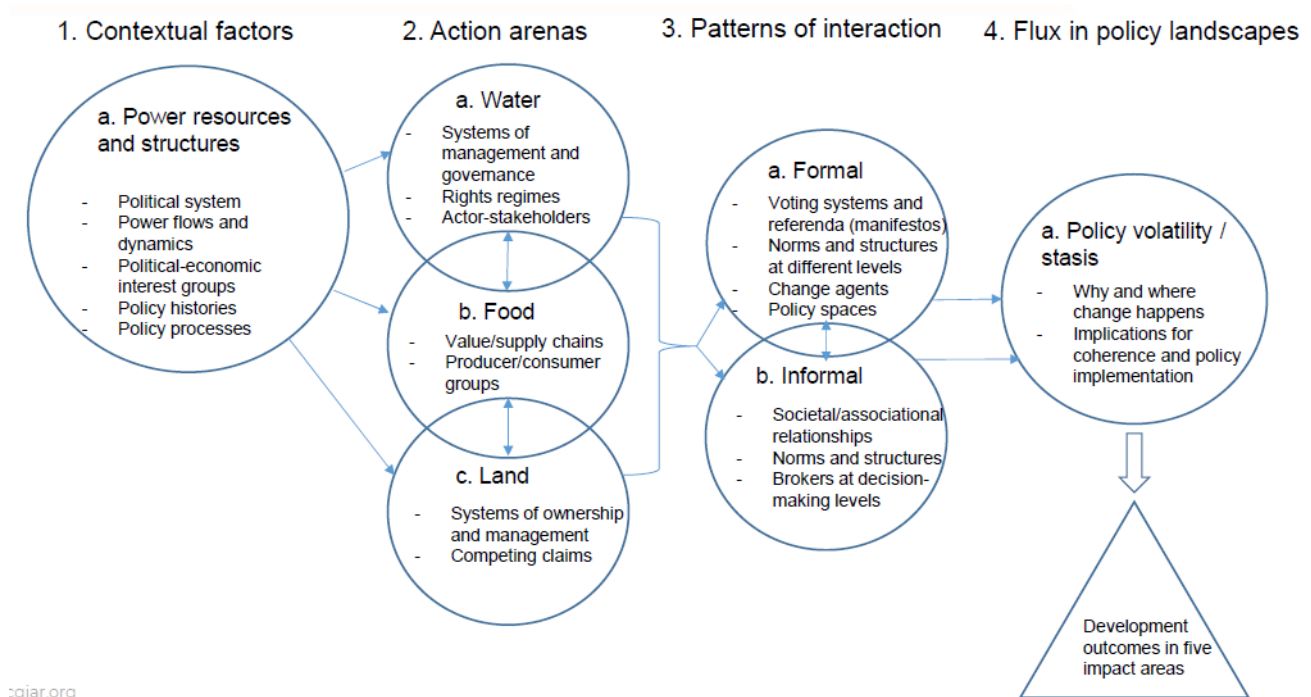 1. Contextual factors
2. Action arenas
3. Patterns of interaction
4. Flux in policy landscapes
a. Power resources
and structures
- Political system
- Power flows and
dynamics
- Political-economic
interest groups
- Policy histories
- Policy processes
a. Water
- Systems of
management and
governance
- Rights regimes
- Actor-stakeholders
b. Food
- Value/supply chains
- Producer/consumer
groups
c. Land
- Systems of ownership
and management
- Competing claims
a. Formal
- Voting systems and
referenda (manifestos)
- Norms and structures
at different levels
- Change agents
- Policy spaces
b. Informal
- Societal/associational
relationships
- Norms and structures
- Brokers at decision-
making levels
a. Policy volatility /
stasis
- Why and where
change happens
- Implications for
coherence and policy
implementation
Development
outcomes in five
impact areas
cgiar.org